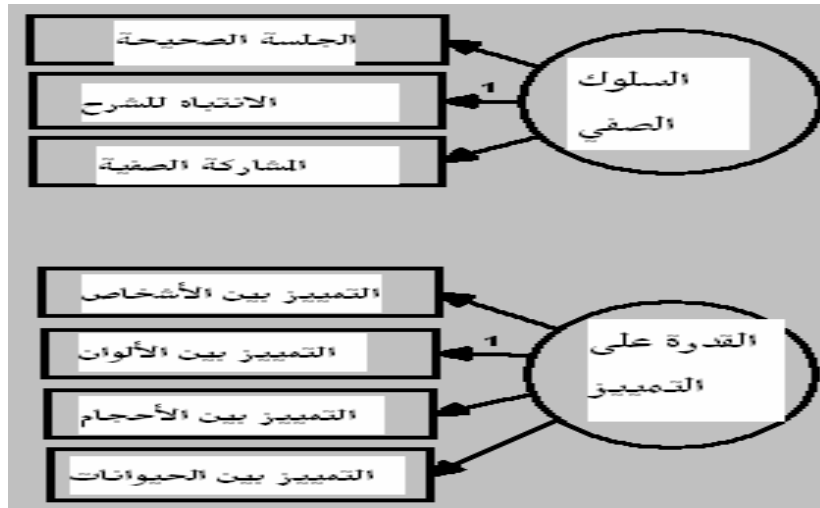 الجلسة الصحيحة
السلوك
الصفي
1
الانتباه للشرح
المشاركة الصفية
التمييز بين الأشخاص
القدرة على
التمييز
1
التمييز بين الألوان
التمييز بين الأحجام
التمييز بين الحيوانات